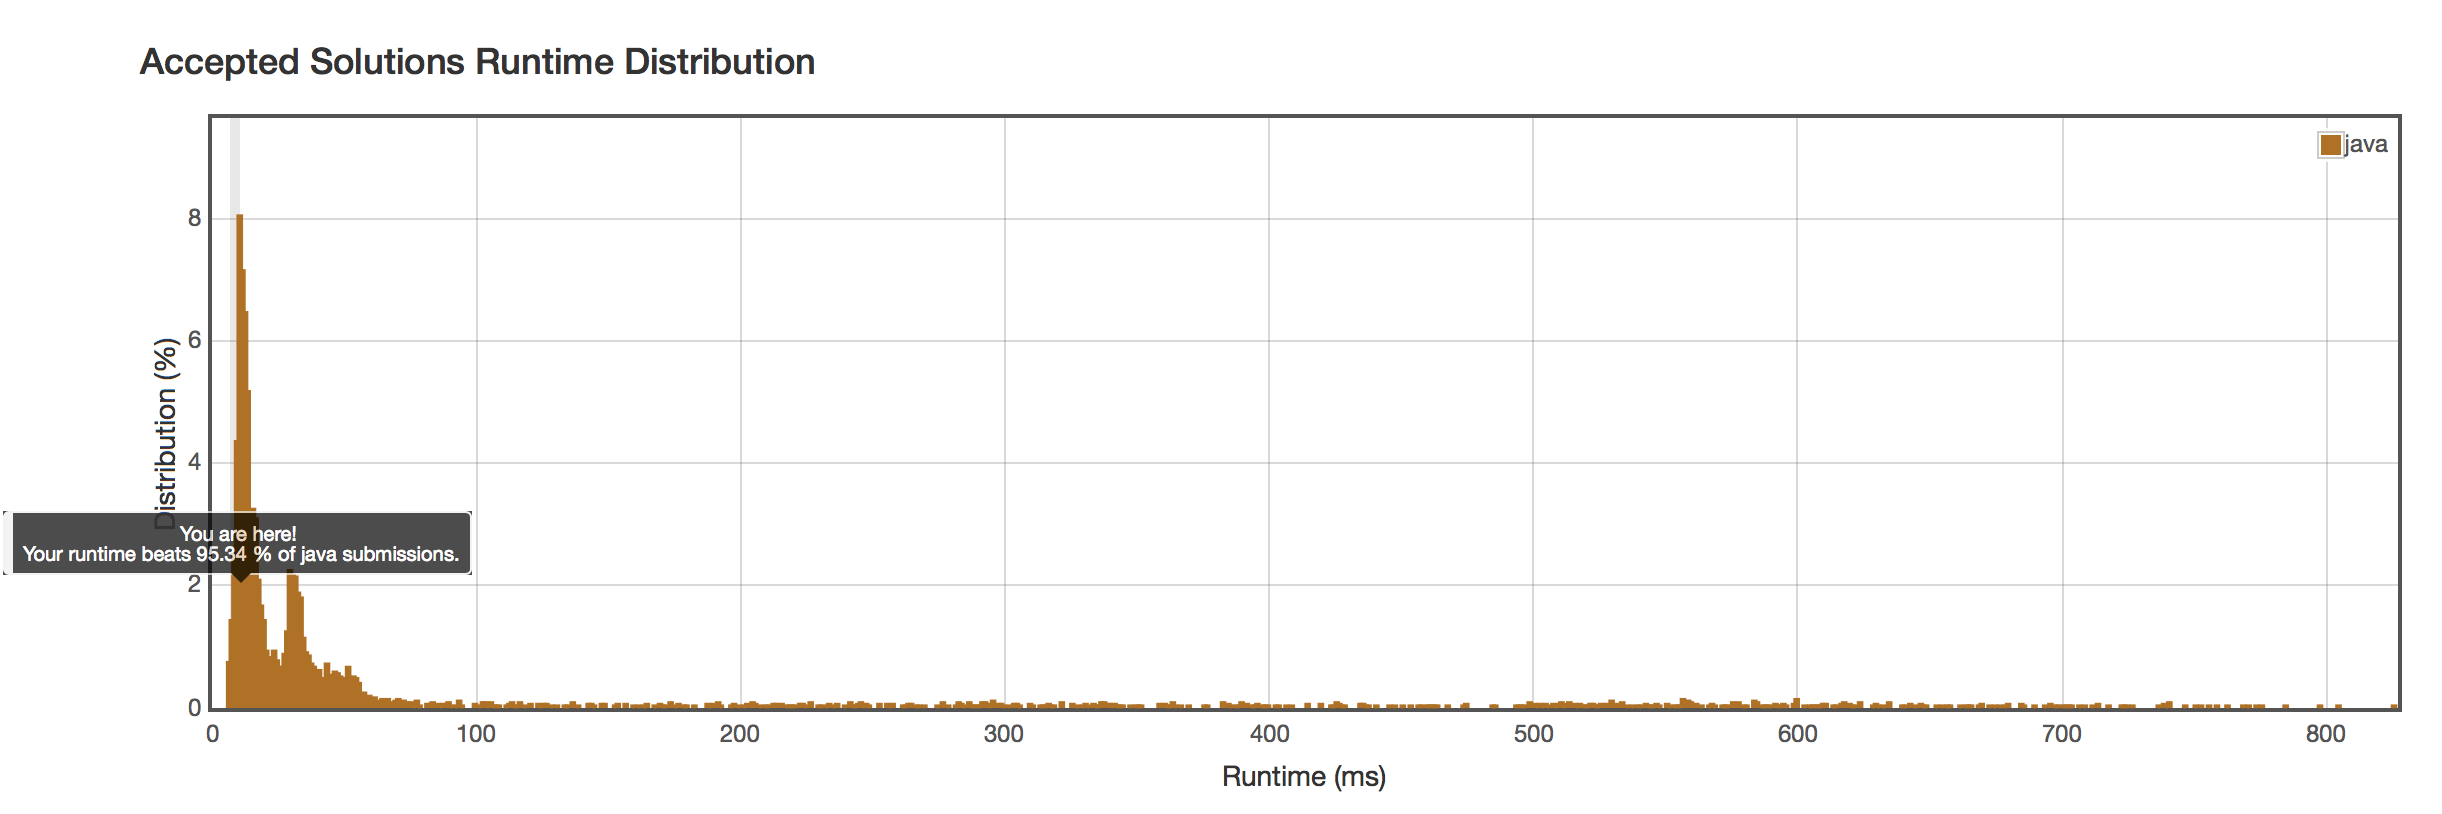 Accepted Solutions Runtime Distribution
java
Distribution (%)
8
6
4
2
0
You are here!
Your runtime beats 95.34 % of java submissions.
0 100 200 300 400 500 600 700 800
Runtime (ms)